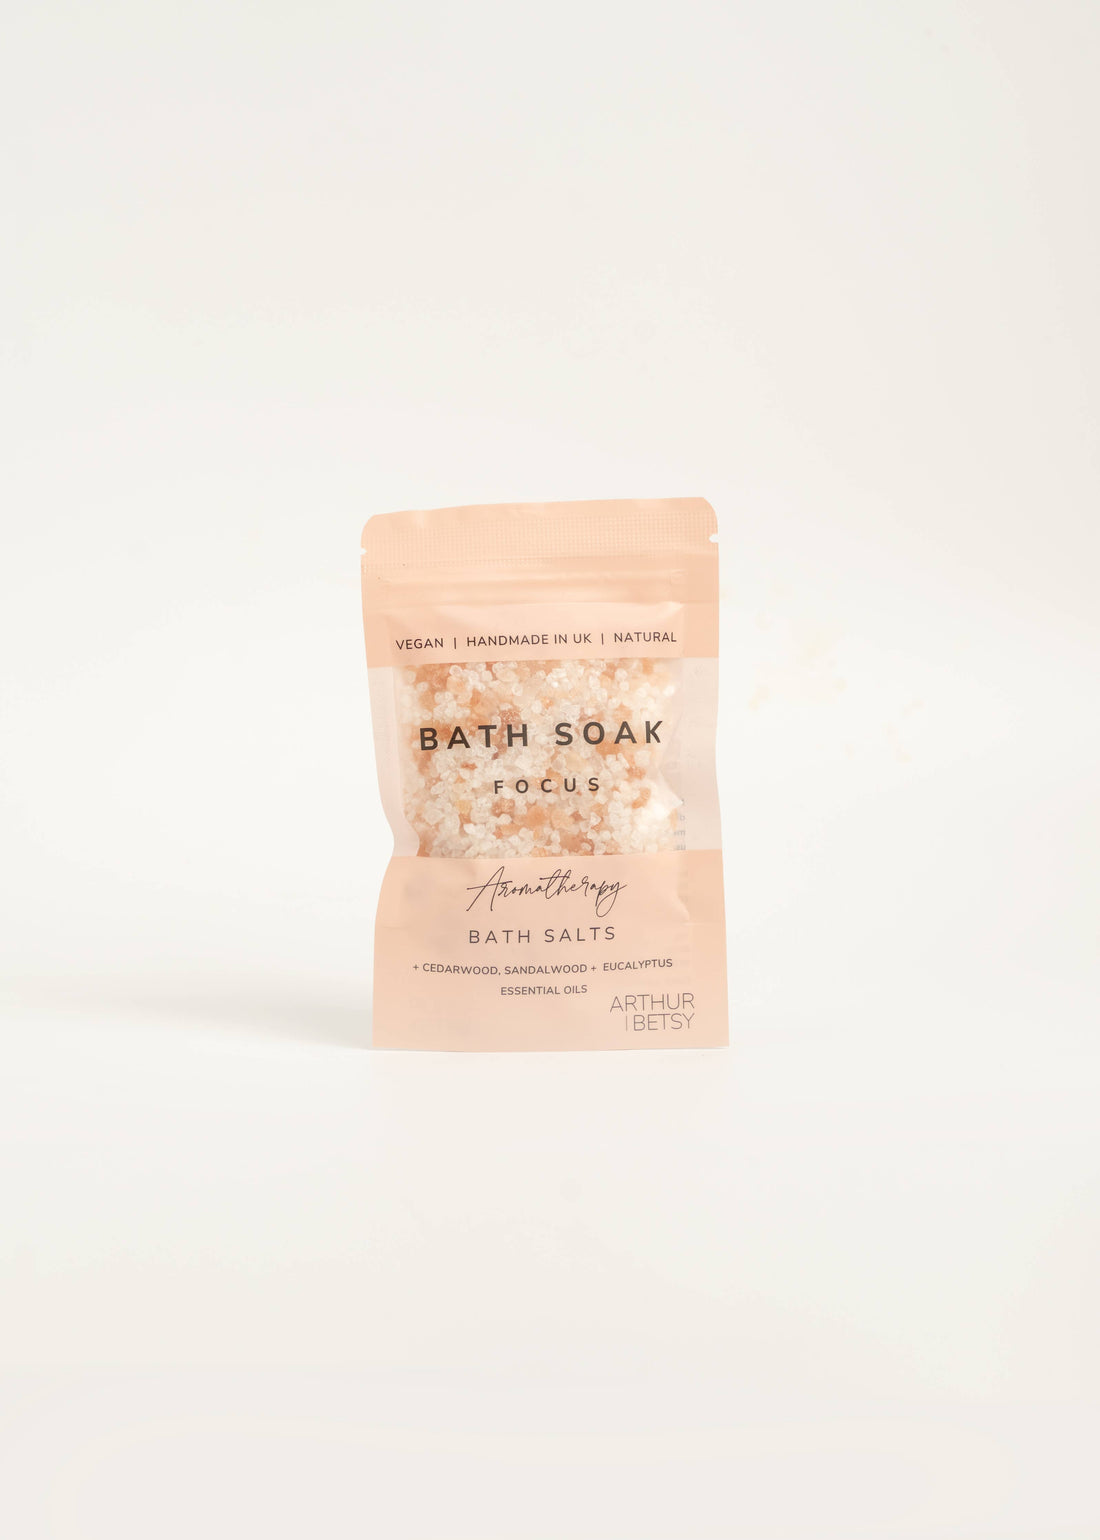 VEGAN | HANDMADE IN UK | NATURAL
BATH SOAK
FOCUS
Aromatherapy
BATH SALTS
+ CEDARWOOD, SANDALWOOD + EUCALYPTUS
ESSENTIAL OILS
ARTHUR
| BETSY